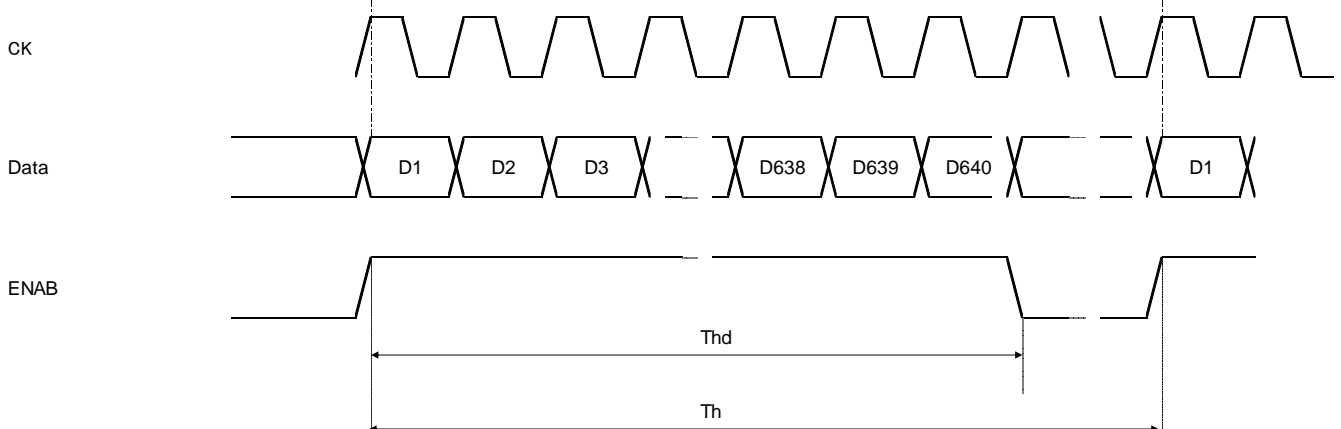 CK
Data
D1 D2 D3 D638 D639 D640 D1
ENAB
Thd
Th